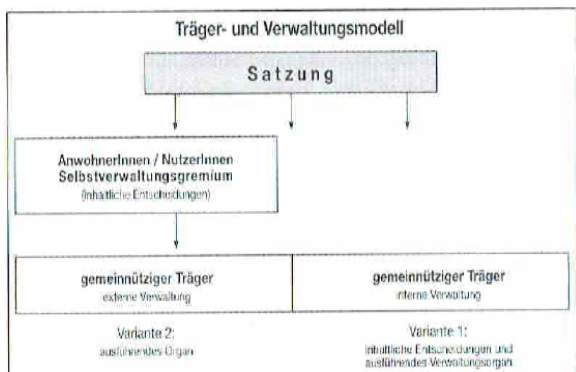 Träger- und Verwaltungsmodell
Satzung
AnwohnerInnen / NutzerInnen
Selbstverwaltungsgremium
(inhaltliche Entscheidungen)
gemeinnütziger Träger
externe Verwaltung
gemeinnütziger Träger
interne Verwaltung
Variante 2:
ausführendes Organ
Variante 1:
inhaltliche Entscheidungen und
ausführendes Verwaltungsorgan